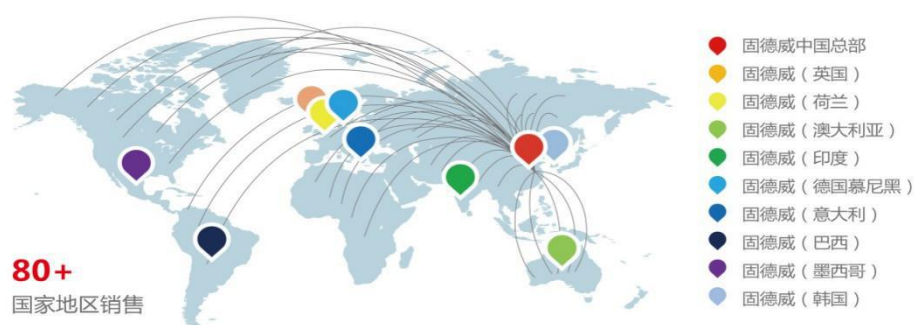 固德威中国总部
固德威（英国）
固德威（荷兰）
固德威（澳大利亚）
固德威（印度）
固德威（德国慕尼黑）
固德威（意大利）
固德威（巴西）
固德威（墨西哥）
固德威（韩国）
80+
国家地区销售